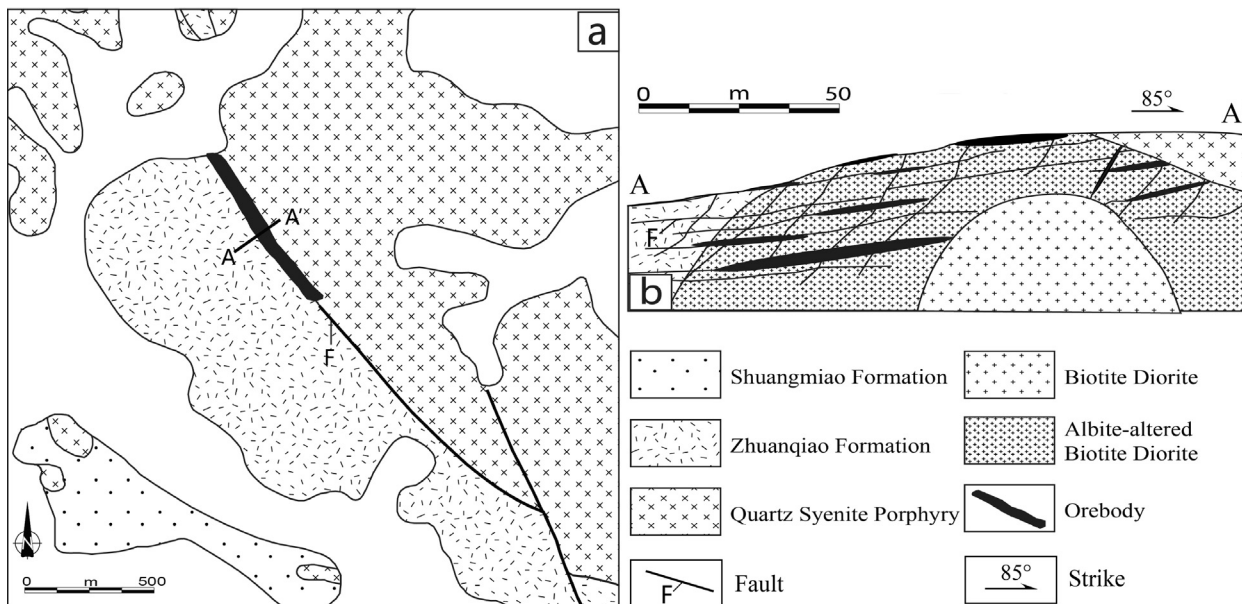 a
A
A
F
N
0 m 500
0 m 50
85°
A
A
F
b
Shuangmiao Formation
Biotite Diorite
Zhuanqiao Formation
Albite-altered
Biotite Diorite
Quartz Syenite Porphyry
Orebody
F
Fault
85°
Strike